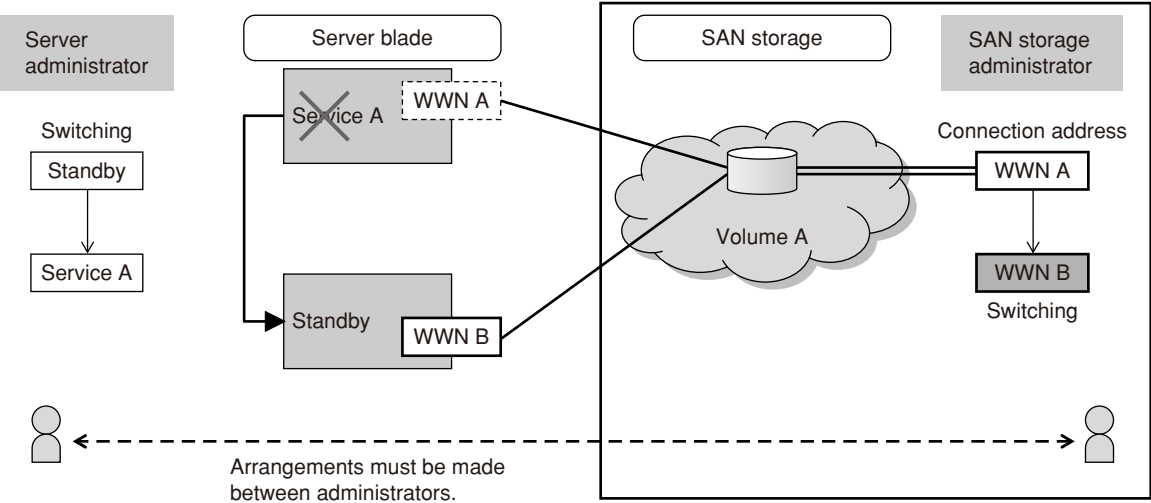 Server
administrator
Server blade
SAN storage
SAN storage
administrator
Switching
Standby
Service A
Service A
WWN A
Standby
WWN B
Volume A
Connection address
WWN A
WWN B
Switching
Arrangements must be made
between administrators.